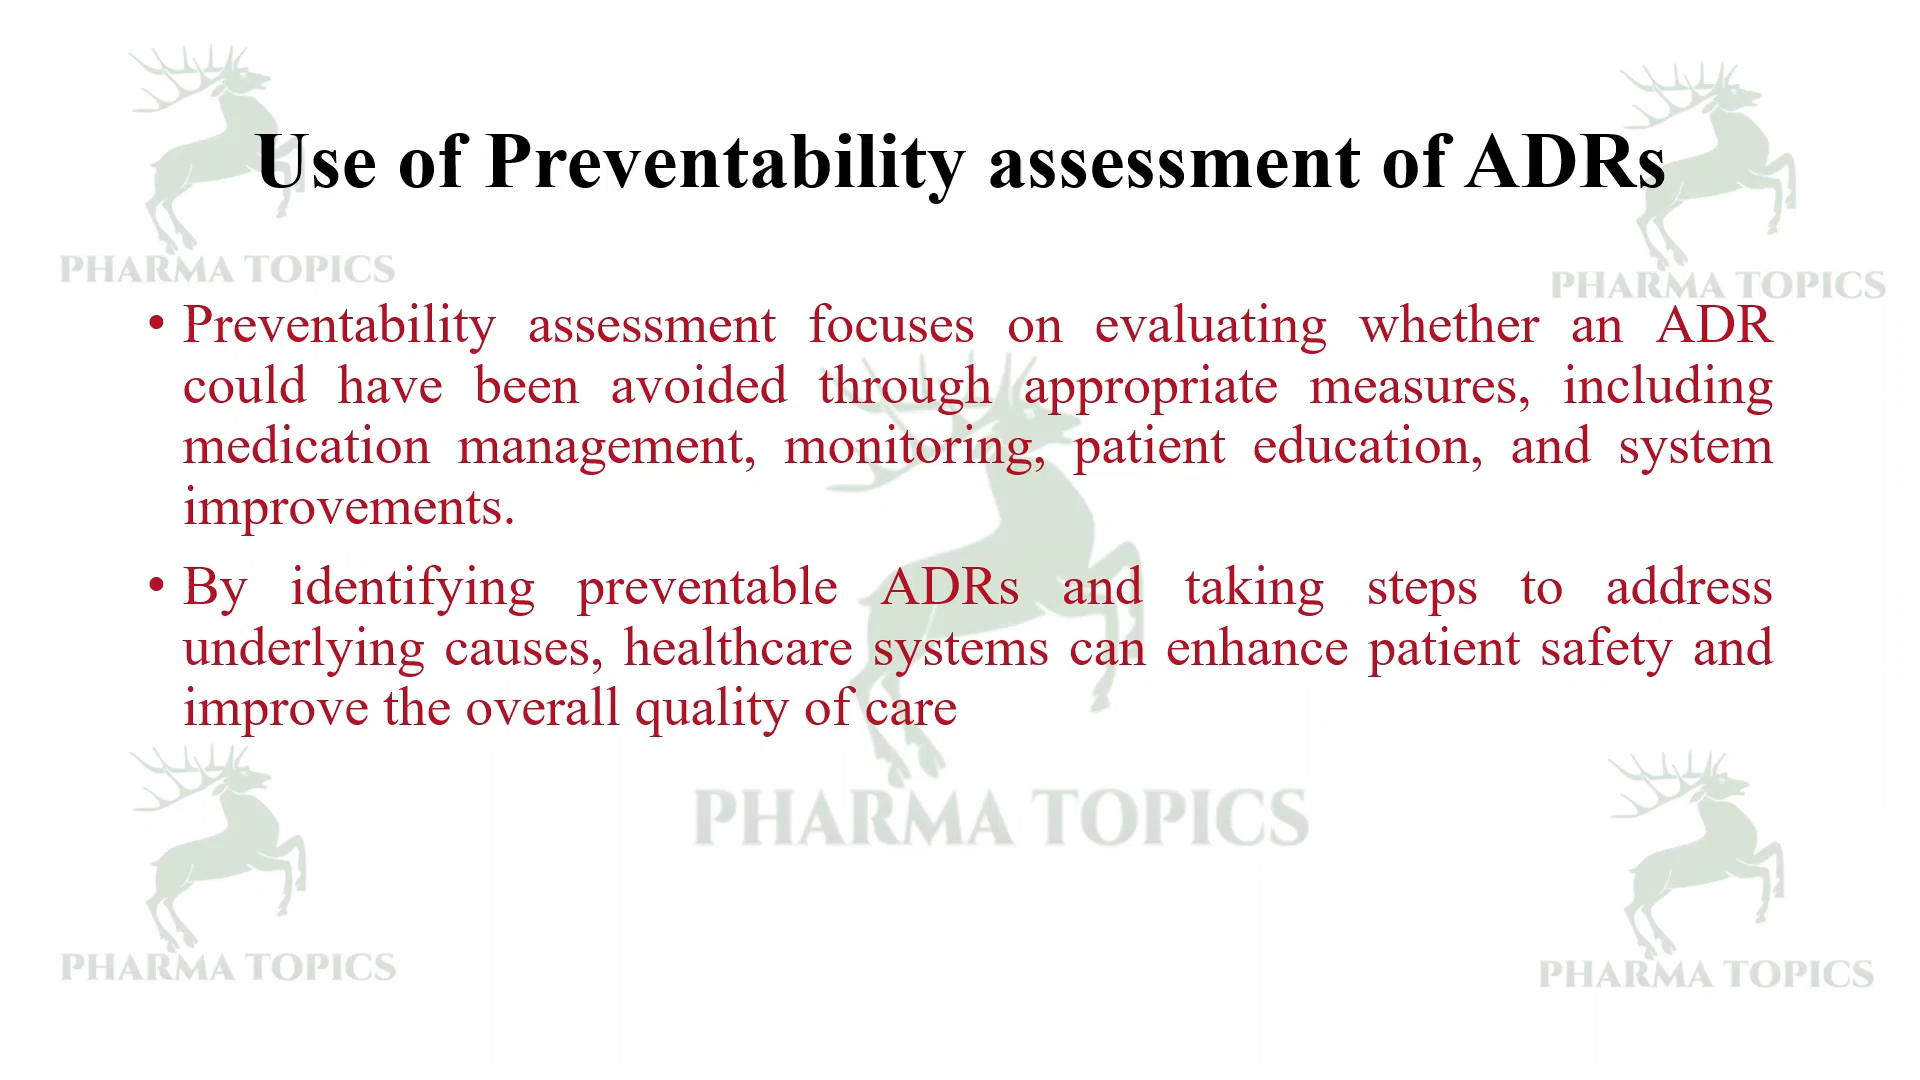 Use of Preventability assessment of ADRs
PHARMA TOPICS
PHARMA TOPICS
• Preventability assessment focuses on evaluating whether an ADR
could have been avoided through appropriate measures, including
medication management, monitoring, patient education, and system
improvements.
• By identifying preventable ADRs and taking steps to address
underlying causes, healthcare systems can enhance patient safety and
improve the overall quality of care
PHARMA TOPICS
PHARMA TOPICS
PHARMA TOPICS